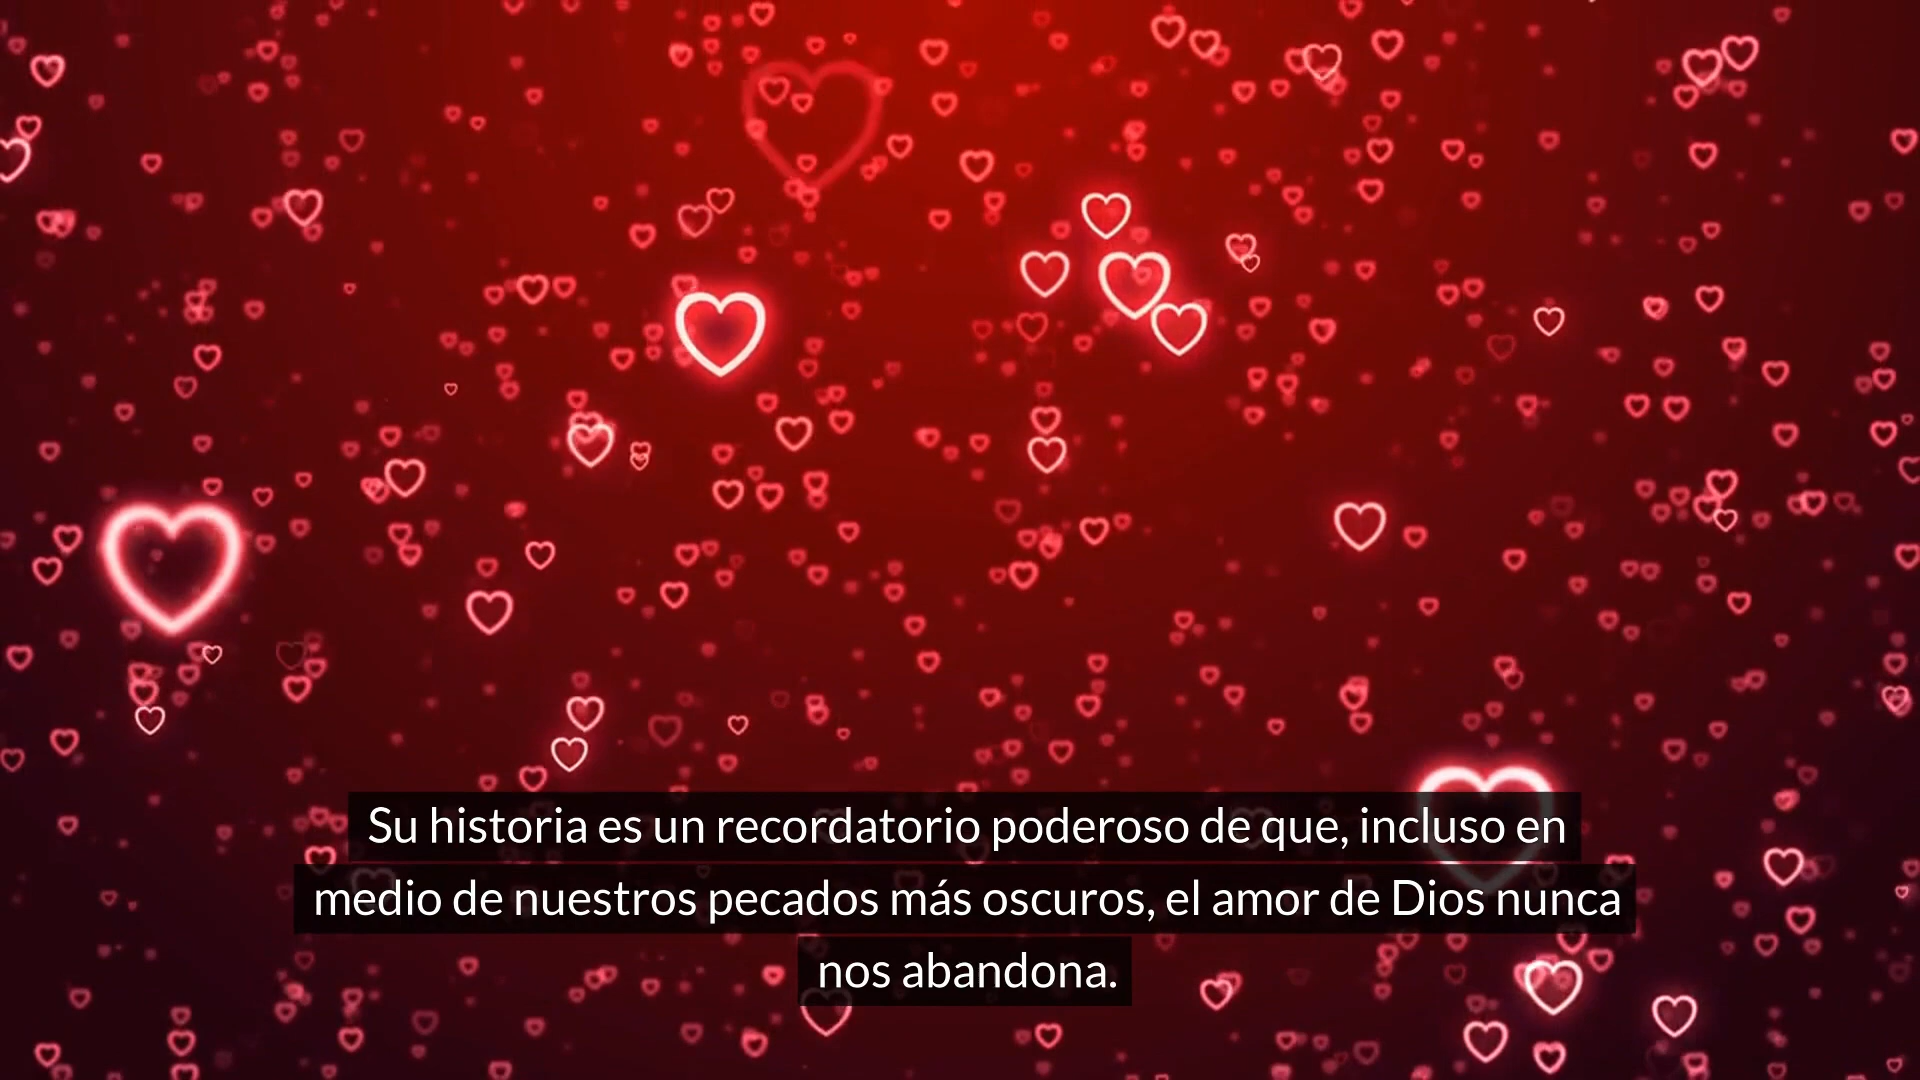 Su historia es un recordatorio poderoso de que, incluso en
medio de nuestros pecados más oscuros, el amor de Dios nunca
nos abandona.